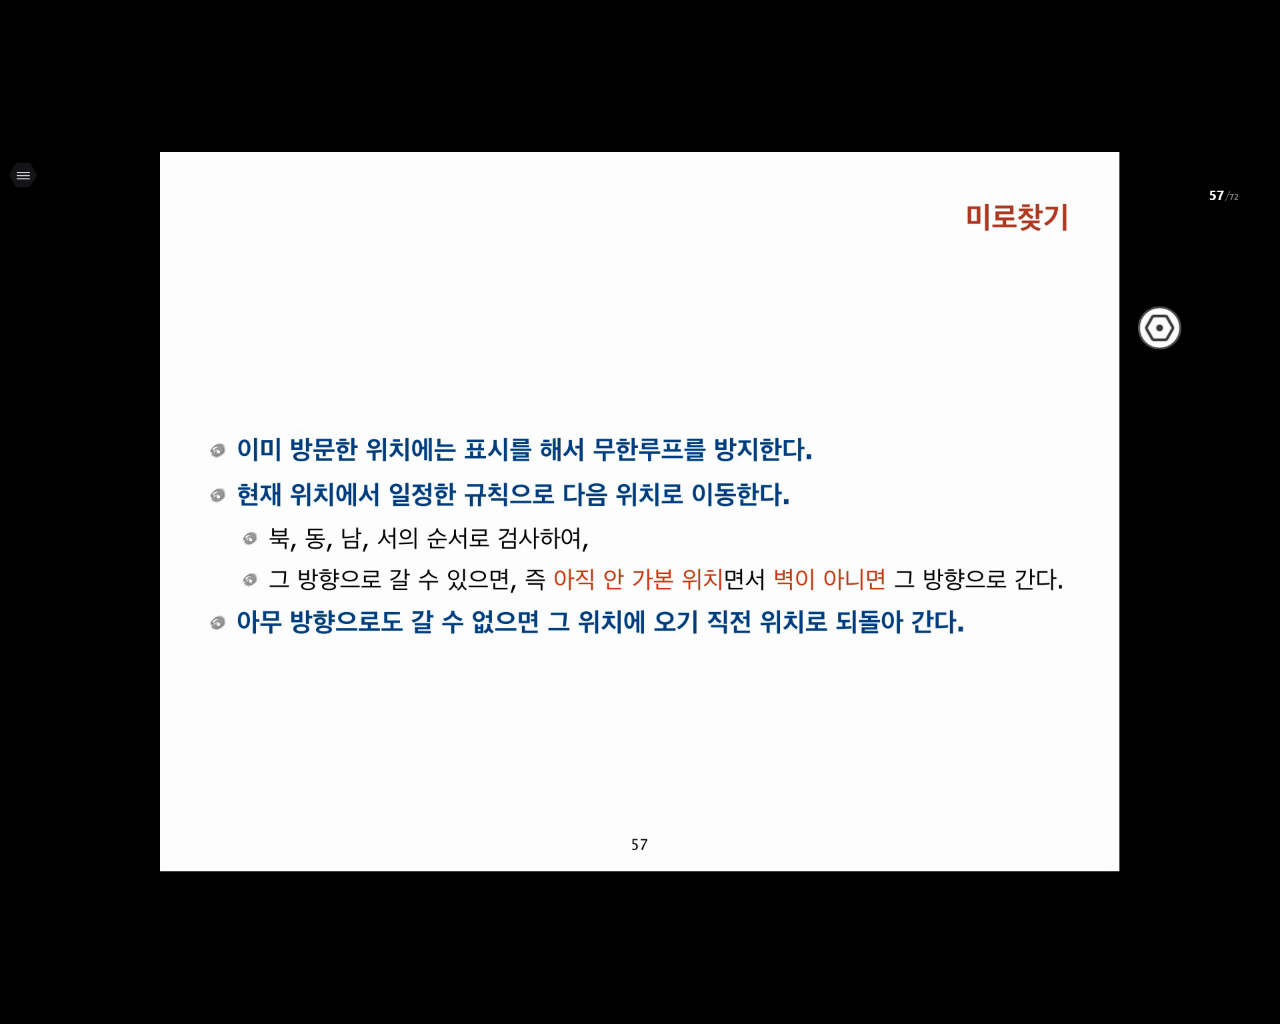 57/72
미로찾기
이미 방문한 위치에는 표시를 해서 무한루프를 방지한다.
현재 위치에서 일정한 규칙으로 다음 위치로 이동한다.
북, 동, 남, 서의 순서로 검사하여,
그 방향으로 갈 수 있으면, 즉 아직 안 가본 위치면서 벽이 아니면 그 방향으로 간다.
아무 방향으로도 갈 수 없으면 그 위치에 오기 직전 위치로 되돌아 간다.
57